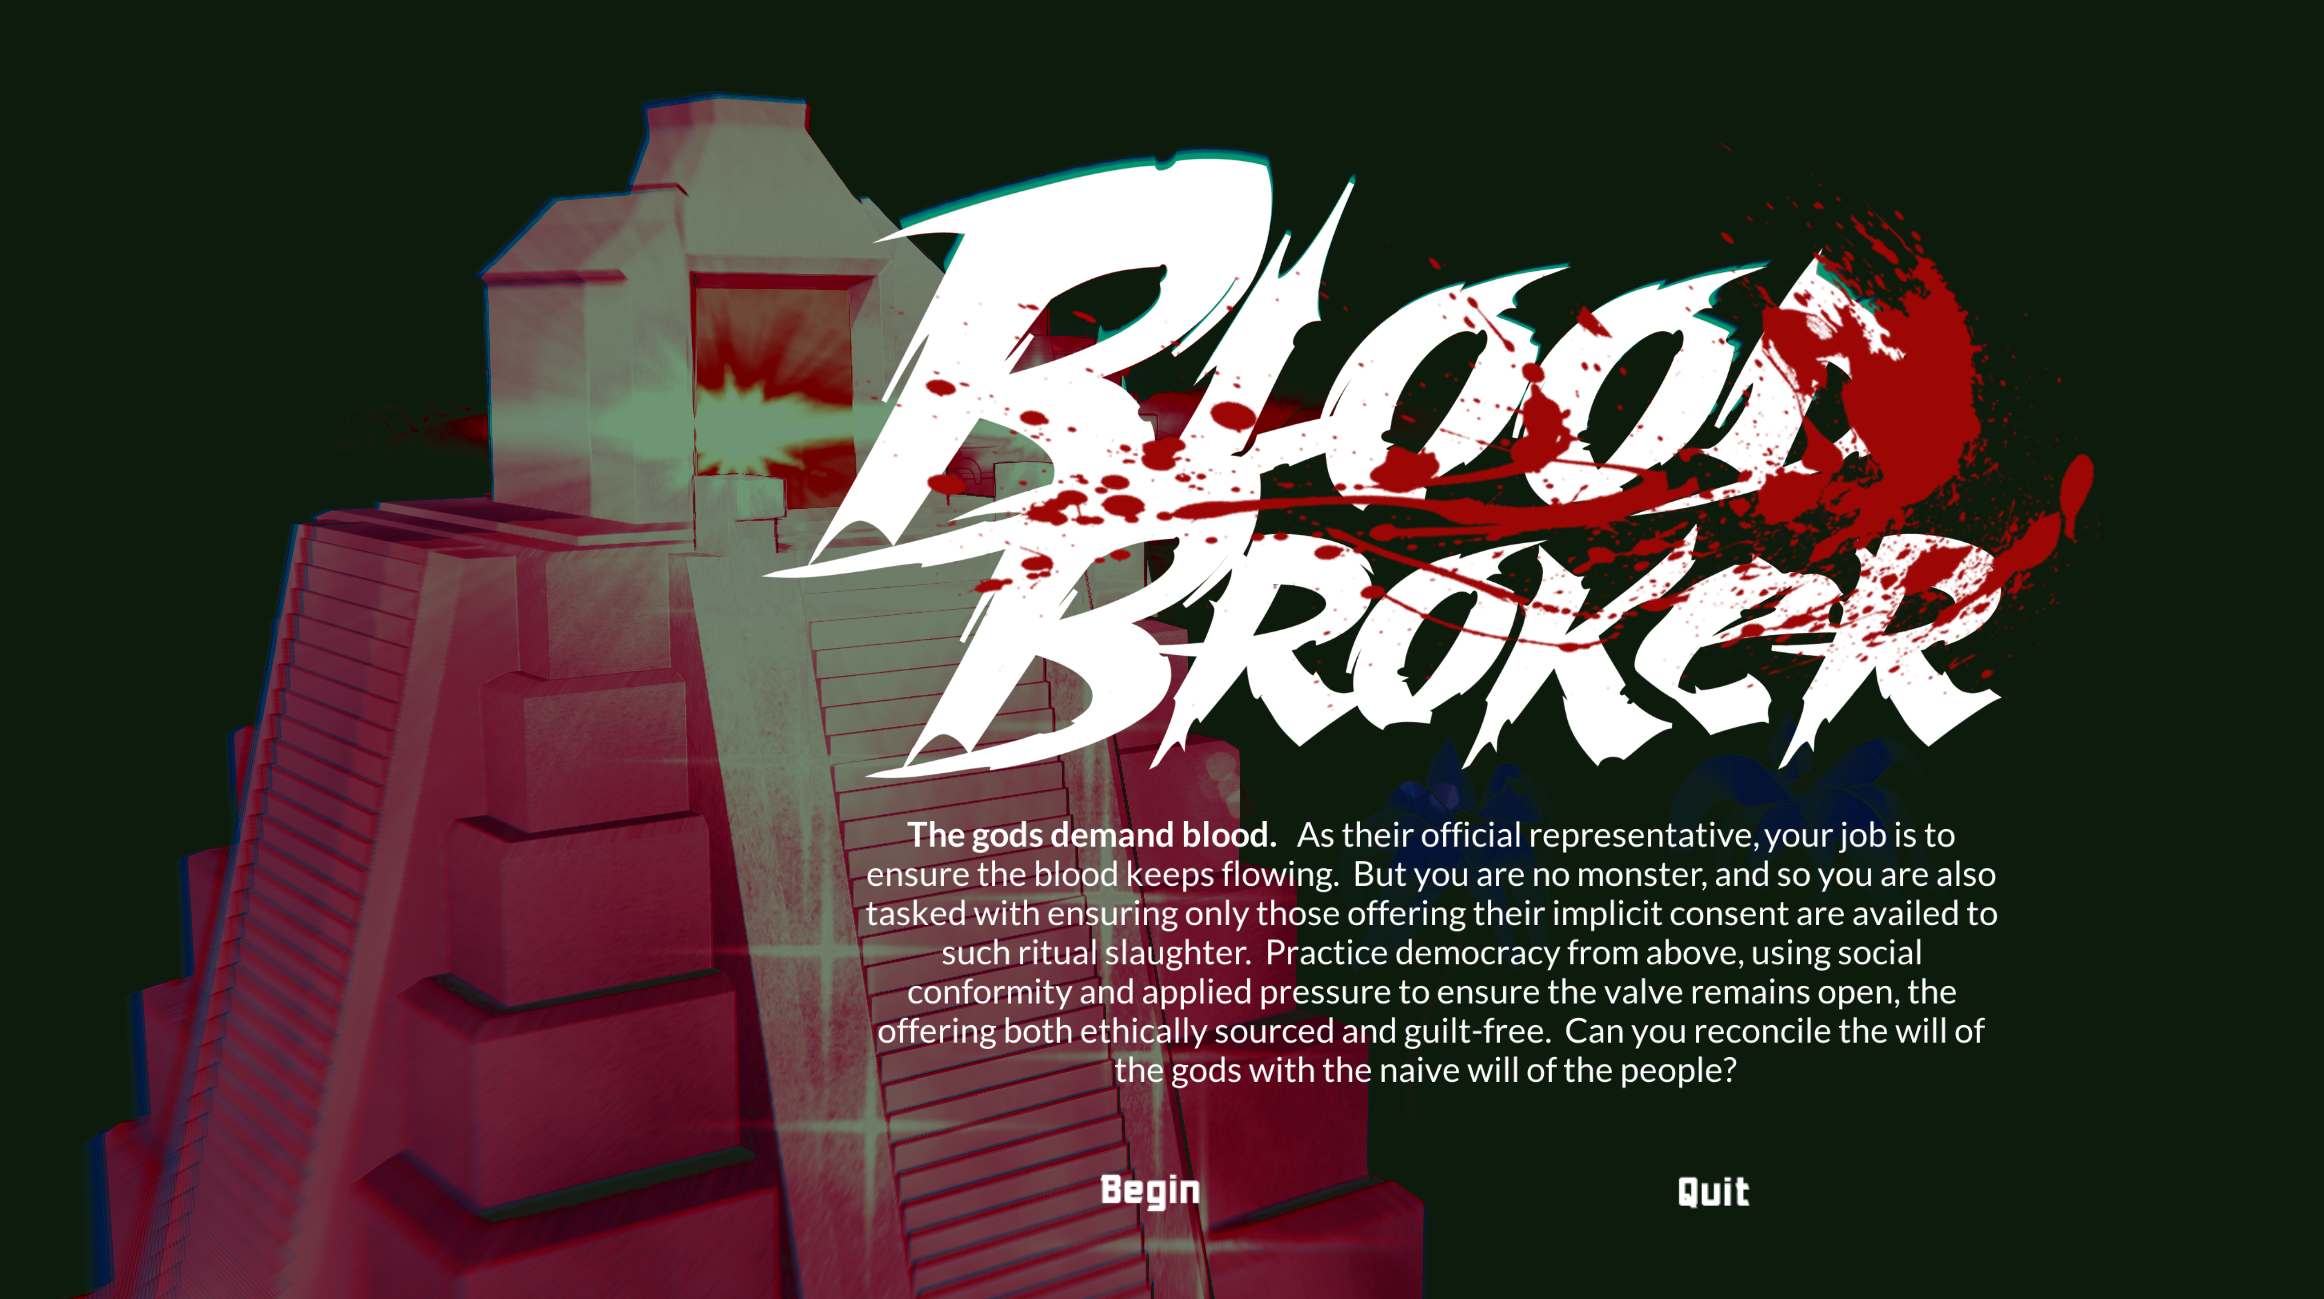 Blood
Broker
The gods demand blood. As their official representative, your job is to
ensure the blood keeps flowing. But you are no monster, and so you are also
tasked with ensuring only those offering their implicit consent are availed to
such ritual slaughter. Practice democracy from above, using social
conformity and applied pressure to ensure the valve remains open, the
offering both ethically sourced and guilt-free. Can you reconcile the will of
the gods with the naive will of the people?
Begin Quit